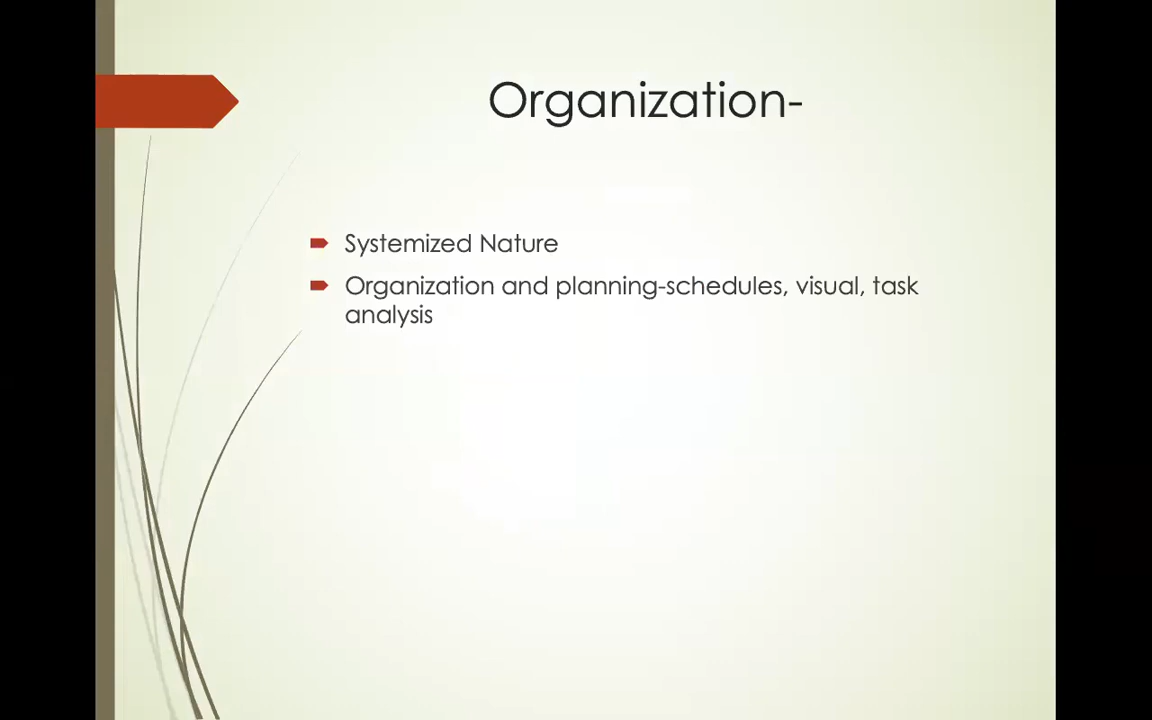 Organization-
Systemized Nature
Organization and planning-schedules, visual, task
analysis